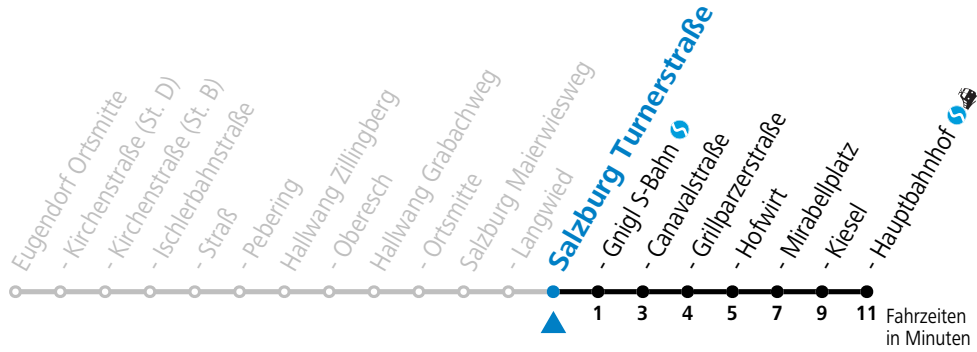 Eugendorf Ortsmitte
- Kirchenstraße (St. D)
- Kirchenstraße (St. B)
- Ischlerbahnstraße
- Straß
- Pebering
Hallwang Zillingberg
- Oberesch
Hallwang Grabachweg
- Ortsmitte
Salzburg Maierwiesweg
- Langwied
Salzburg Turnerstraße
- Gnigl S-Bahn
- Canavalstraße
- Grillparzerstraße
- Hofwirt
- Mirabellplatz
- Kiesel
- Hauptbahnhof
1 3 4 5 7 9 11 Fahrzeiten
in Minuten